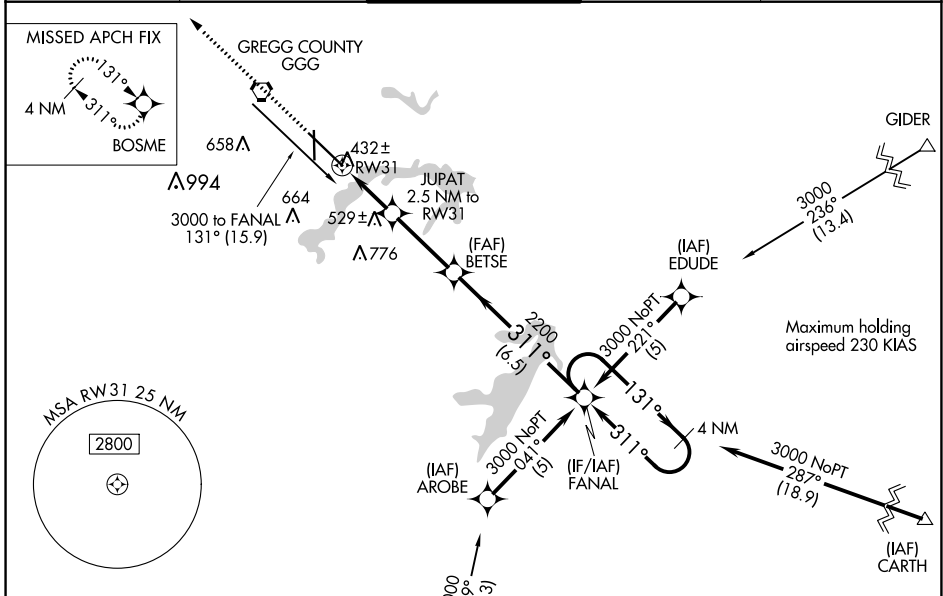 MISSED APCH FIX
131°
4 NM
311°
BOSME
GREGG COUNTY
GGG
658
994
664
3000 to FANAL
131° (15.9)
432±
RW31
JUPAT
2.5 NM to
RW31
529±
776
(FAF)
BETSE
GIDER
3000
236°
(13.4)
(IAF)
EDUDE
3000 NoPT
221°
(5)
Maximum holding
airspeed 230 KIAS
2200
311°
(6.5)
131°
311°
4 NM
MSA RW31 25 NM
2800
3000 NoPT
041°
(5)
(IAF)
AROBE
(IF/IAF)
FANAL
3000 NoPT
287°
(18.9)
(IAF)
CARTH